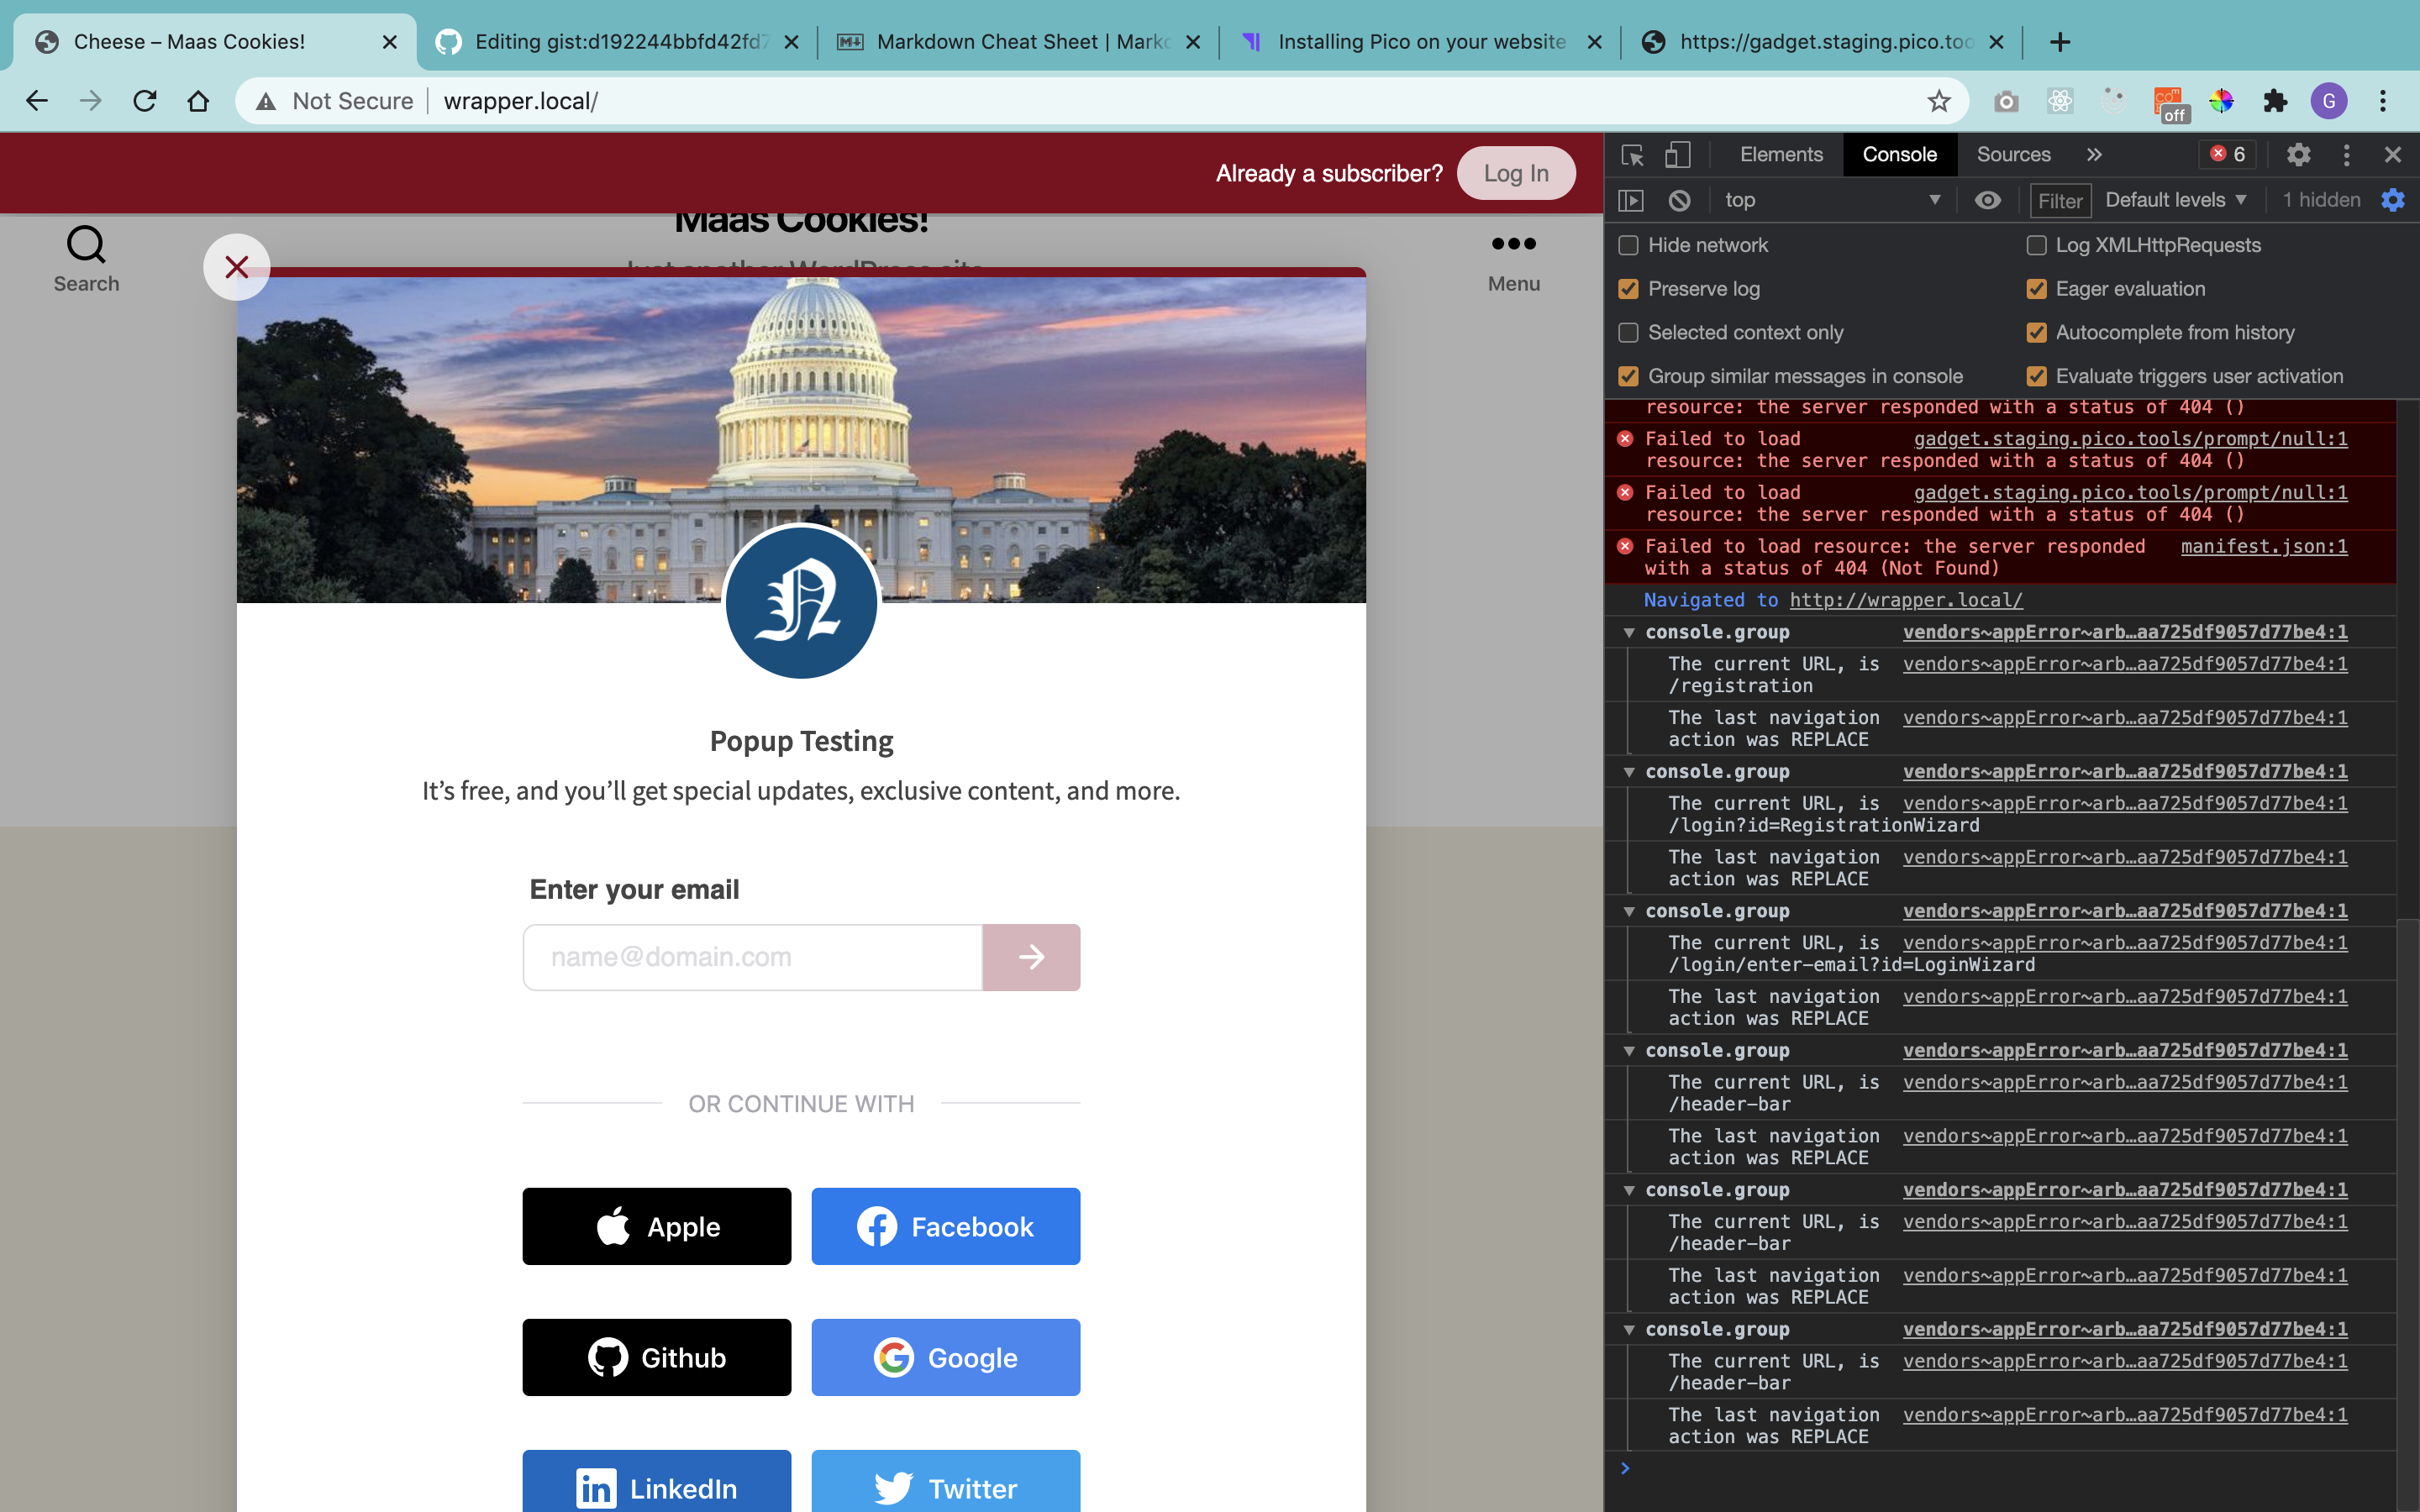 Cheese – Maas Cookies!
Editing gist:d192244bbfd42fd7
Markdown Cheat Sheet | Markd
Installing Pico on your website
https://gadget.staging.pico.too
Not Secure
wrapper.local/
off
G
Already a subscriber?
Log In
Maas Cookies!
Just another WordPress site
Search
Menu
Popup Testing
It’s free, and you’ll get special updates, exclusive content, and more.
Enter your email
name@domain.com
OR CONTINUE WITH
Apple
Facebook
Github
Google
LinkedIn
Twitter
Elements
Console
Sources
6
top
Filter
Default levels
1 hidden
Hide network
Log XMLHttpRequests
Preserve log
Eager evaluation
Selected context only
Autocomplete from history
Group similar messages in console
Evaluate triggers user activation
resource: the server responded with a status of 404 ()
Failed to load gadget.staging.pico.tools/prompt/null:1
resource: the server responded with a status of 404 ()
Failed to load gadget.staging.pico.tools/prompt/null:1
resource: the server responded with a status of 404 ()
Failed to load resource: the server responded manifest.json:1
with a status of 404 (Not Found)
Navigated to http://wrapper.local/
console.group vendors~appError~arb…aa725df9057d77be4:1
The current URL, is vendors~appError~arb…aa725df9057d77be4:1
/registration
The last navigation vendors~appError~arb…aa725df9057d77be4:1
action was REPLACE
console.group vendors~appError~arb…aa725df9057d77be4:1
The current URL, is vendors~appError~arb…aa725df9057d77be4:1
/login?id=RegistrationWizard
The last navigation vendors~appError~arb…aa725df9057d77be4:1
action was REPLACE
console.group vendors~appError~arb…aa725df9057d77be4:1
The current URL, is vendors~appError~arb…aa725df9057d77be4:1
/login/enter-email?id=LoginWizard
The last navigation vendors~appError~arb…aa725df9057d77be4:1
action was REPLACE
console.group vendors~appError~arb…aa725df9057d77be4:1
The current URL, is vendors~appError~arb…aa725df9057d77be4:1
/header-bar
The last navigation vendors~appError~arb…aa725df9057d77be4:1
action was REPLACE
console.group vendors~appError~arb…aa725df9057d77be4:1
The current URL, is vendors~appError~arb…aa725df9057d77be4:1
/header-bar
The last navigation vendors~appError~arb…aa725df9057d77be4:1
action was REPLACE
console.group vendors~appError~arb…aa725df9057d77be4:1
The current URL, is vendors~appError~arb…aa725df9057d77be4:1
/header-bar
The last navigation vendors~appError~arb…aa725df9057d77be4:1
action was REPLACE